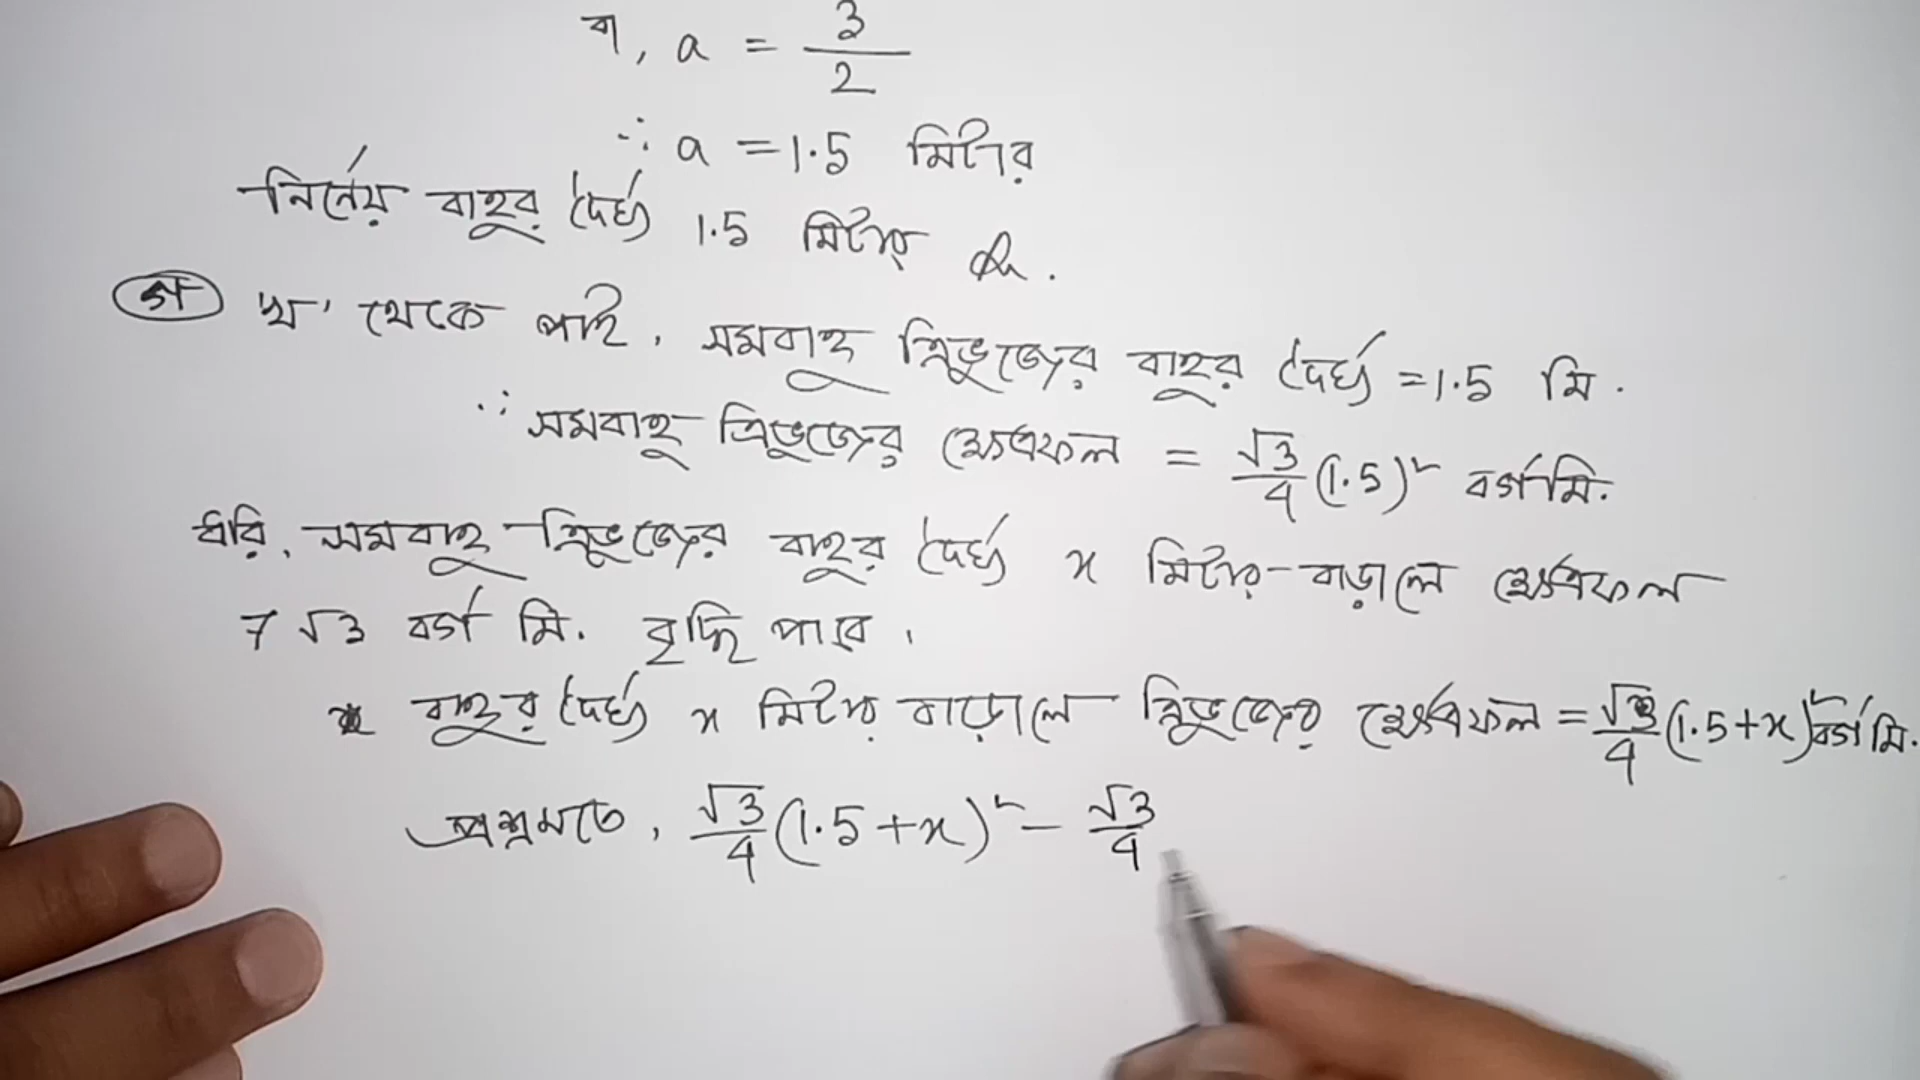 বা, a = 3/2
∴ a = 1.5 মিটার
নির্নেয় বাহুর দৈর্ঘ্য 1.5 মিটার
গ 'খ' থেকে পাই, সমবাহু ত্রিভুজের বাহুর দৈর্ঘ্য = 1.5 মি.
∴ সমবাহু ত্রিভুজের ক্ষেত্রফল = √3/4 (1.5)² বর্গমি.
ধরি, সমবাহু ত্রিভুজের বাহুর দৈর্ঘ্য x মিটার বাড়ালে ক্ষেত্রফল
7√3 বর্গ মি. বৃদ্ধি পাবে।
বাহুর দৈর্ঘ্য x মিটার বাড়ালে ত্রিভুজের ক্ষেত্রফল = √3/4 (1.5+x)² বর্গ মি.
প্রশ্নমতে, √3/4 (1.5+x)² - √3/4